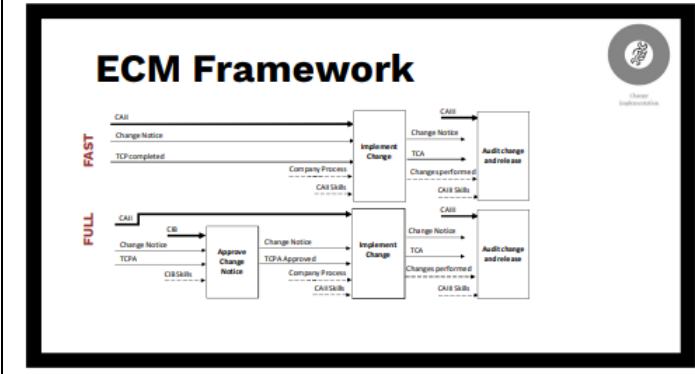 ECM Framework
Change
Implementation
FAST
CAII
Change Notice
TCP completed
Company Process
CAII Skills
Implement
Change
CAIII
Change Notice
TCA
Changes performed
CAIII Skills
Audit change
and release
FULL
CAII
CIB
Change Notice
TCPA
CIB Skills
Approve
Change
Notice
Change Notice
TCPA Approved
Company Process
CAII Skills
Implement
Change
CAIII
Change Notice
TCA
Changes performed
CAIII Skills
Audit change
and release